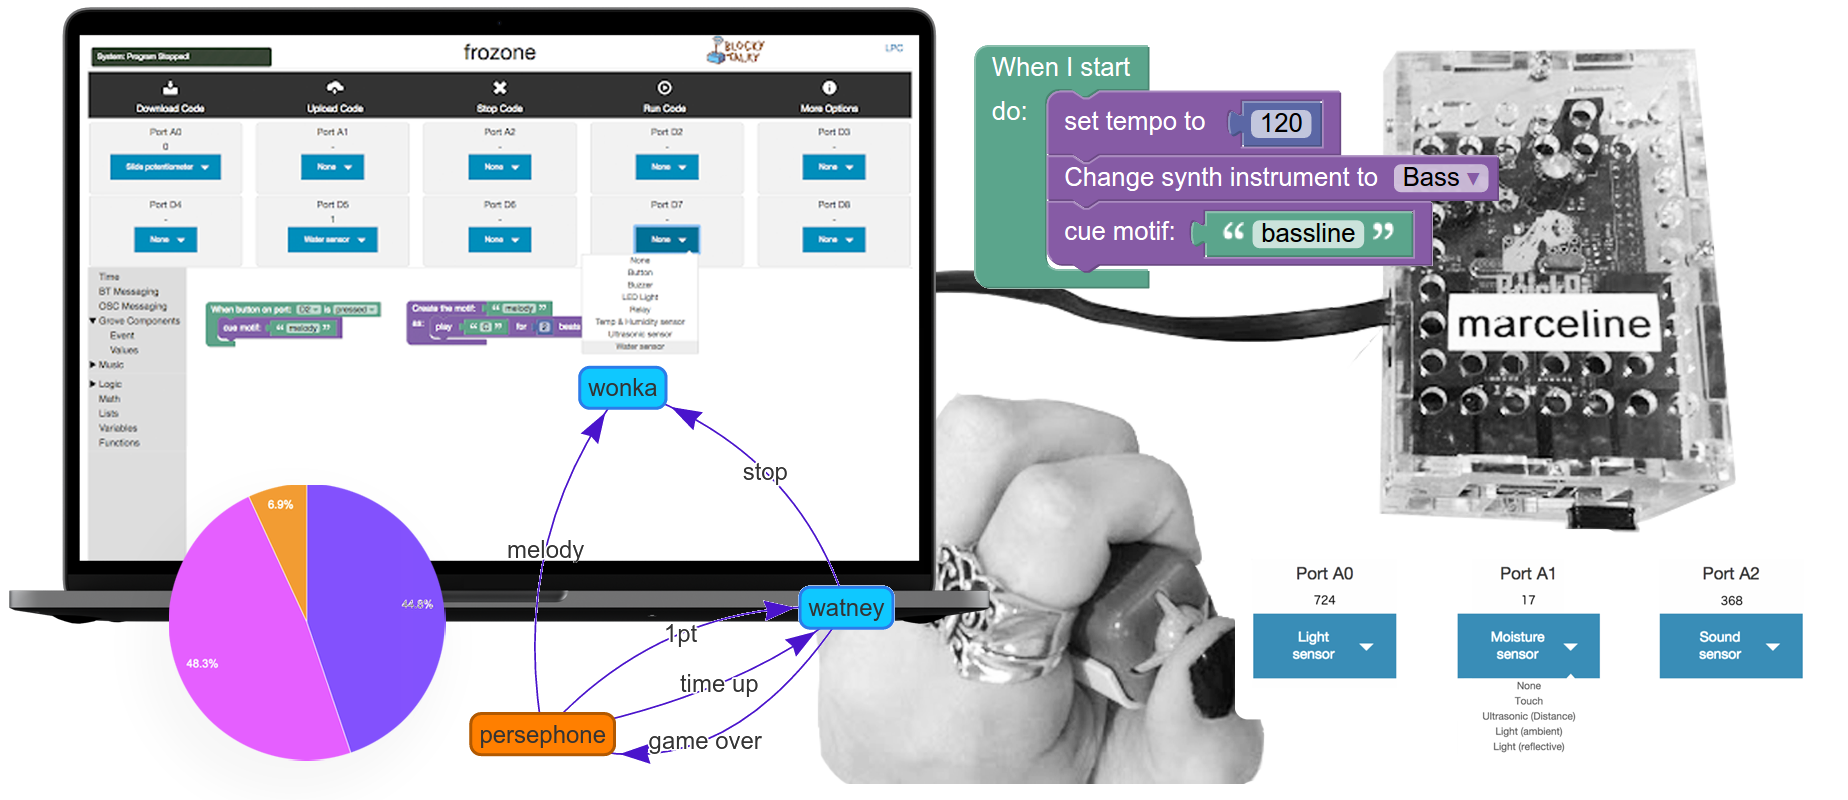 System: Program Stopped!
frozone
BLOCKY
TALKY
LPC
Download Code
Upload Code
Stop Code
Run Code
More Options
Port A0
0
Slide potentiometer
Port A1
-
None
Port A2
-
None
Port D2
-
None
Port D3
-
None
Port D4
-
None
Port D5
1
Water sensor
Port D6
-
None
Port D7
-
None
Port D8
-
None
None
Button
Buzzer
LED Light
Relay
Temp & Humidity sensor
Ultrasonic sensor
Water sensor
Time
BT Messaging
OSC Messaging
Grove Components
Event
Values
Music
Logic
Math
Lists
Variables
Functions
When button on port: D2 is pressed
cue motif: “ melody ”
Create the motif: “ melody ”
as: play for 2 beats
When I start
do:
set tempo to 120
Change synth instrument to Bass
cue motif: “ bassline ”
marceline
wonka
stop
melody
watney
1pt
time up
persephone
game over
6.9%
44.8%
48.3%
Port A0
724
Light
sensor
Port A1
17
Moisture
sensor
None
Touch
Ultrasonic (Distance)
Light (ambient)
Light (reflective)
Port A2
368
Sound
sensor